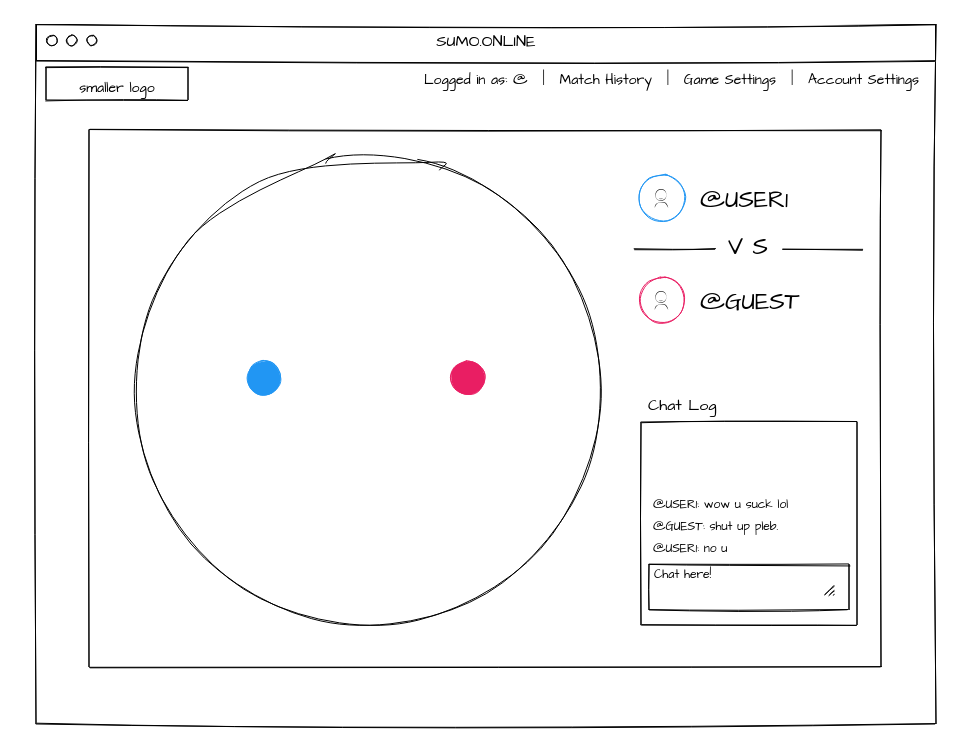 SUMO.ONLINE
smaller logo
Logged in as: @ | Match History | Game Settings | Account Settings
@USER1
V S
@GUEST
Chat Log
@USER1: wow u suck lol
@GUEST: shut up pleb.
@USER1: no u
Chat here!